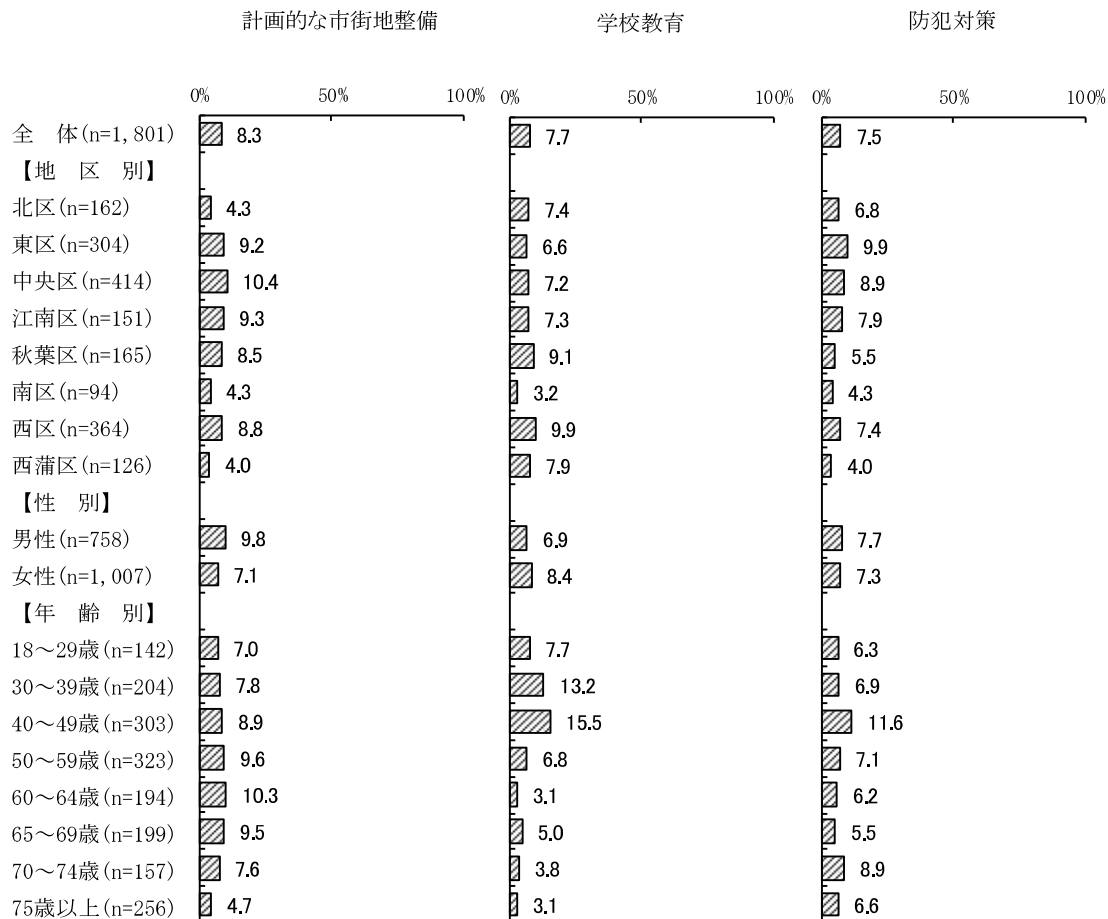 計画的な市街地整備 学校教育 防犯対策
0% 50% 100% 0% 50% 100% 0% 50% 100%
全 体(n=1,801) 8.3 7.7 7.5
【地 区 別】
北区(n=162) 4.3 7.4 6.8
東区(n=304) 9.2 6.6 9.9
中央区(n=414) 10.4 7.2 8.9
江南区(n=151) 9.3 7.3 7.9
秋葉区(n=165) 8.5 9.1 5.5
南区(n=94) 4.3 3.2 4.3
西区(n=364) 8.8 9.9 7.4
西蒲区(n=126) 4.0 7.9 4.0
【性 別】
男性(n=758) 9.8 6.9 7.7
女性(n=1,007) 7.1 8.4 7.3
【年 齢 別】
18～29歳(n=142) 7.0 7.7 6.3
30～39歳(n=204) 7.8 13.2 6.9
40～49歳(n=303) 8.9 15.5 11.6
50～59歳(n=323) 9.6 6.8 7.1
60～64歳(n=194) 10.3 3.1 6.2
65～69歳(n=199) 9.5 5.0 5.5
70～74歳(n=157) 7.6 3.8 8.9
75歳以上(n=256) 4.7 3.1 6.6